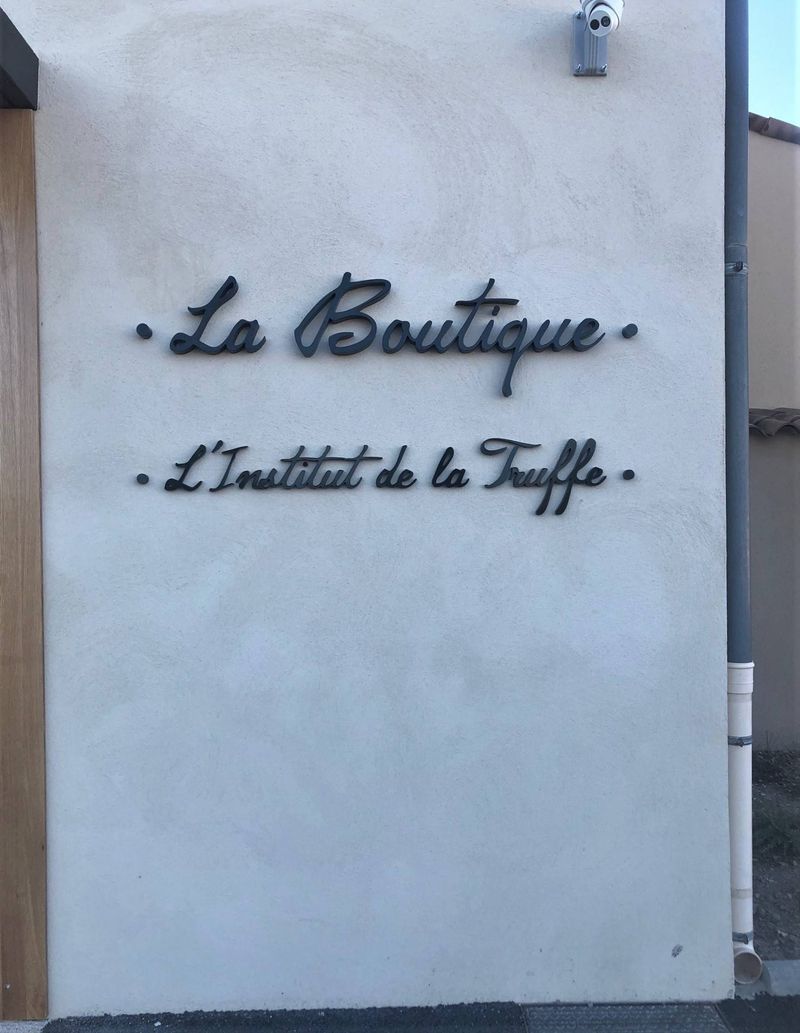 • La Boutique •
• L'Institut de la Truffe •